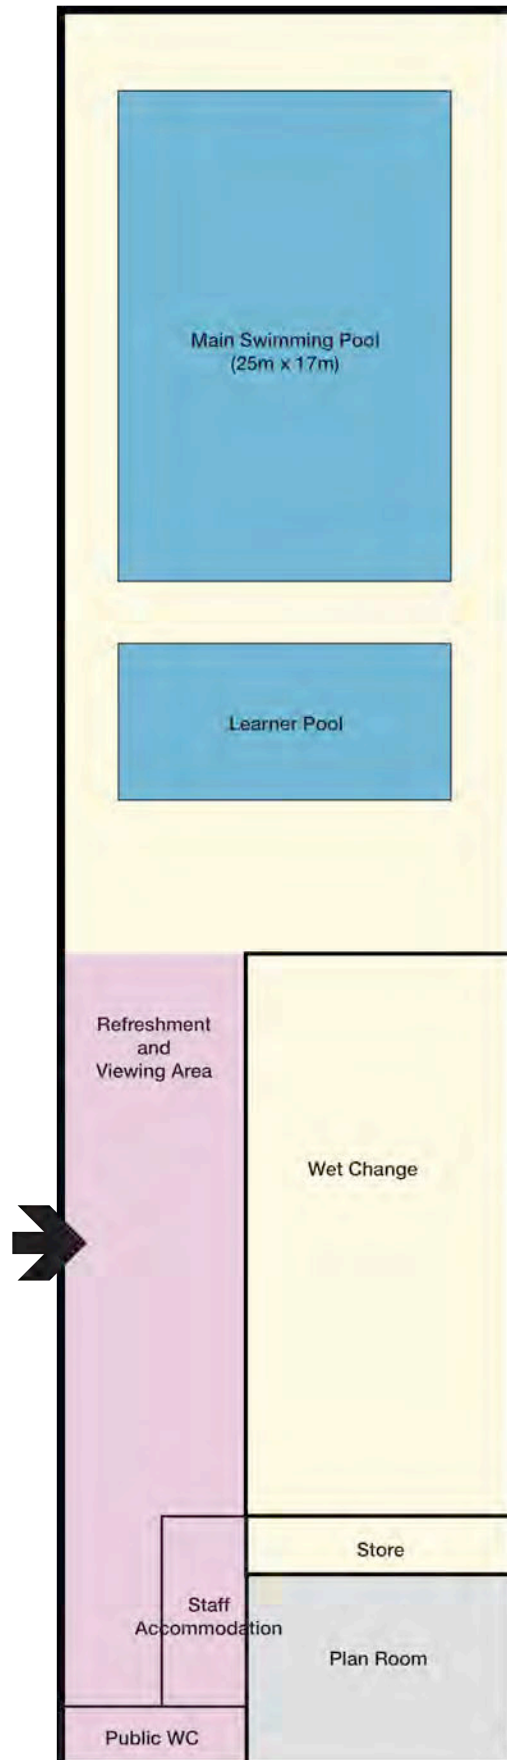 Main Swimming Pool
(25m x 17m)
Learner Pool
Refreshment
and
Viewing Area
Wet Change
Store
Staff
Accommodation
Plan Room
Public WC